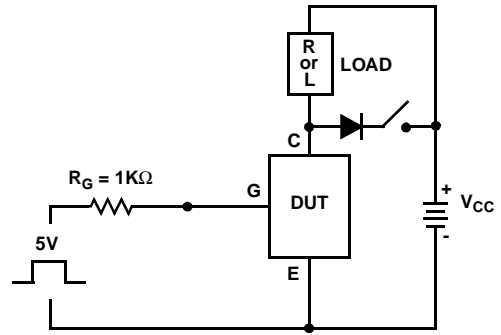 R
or
L
LOAD
C
R_G = 1KΩ
G
DUT
+
V_CC
-
5V
E